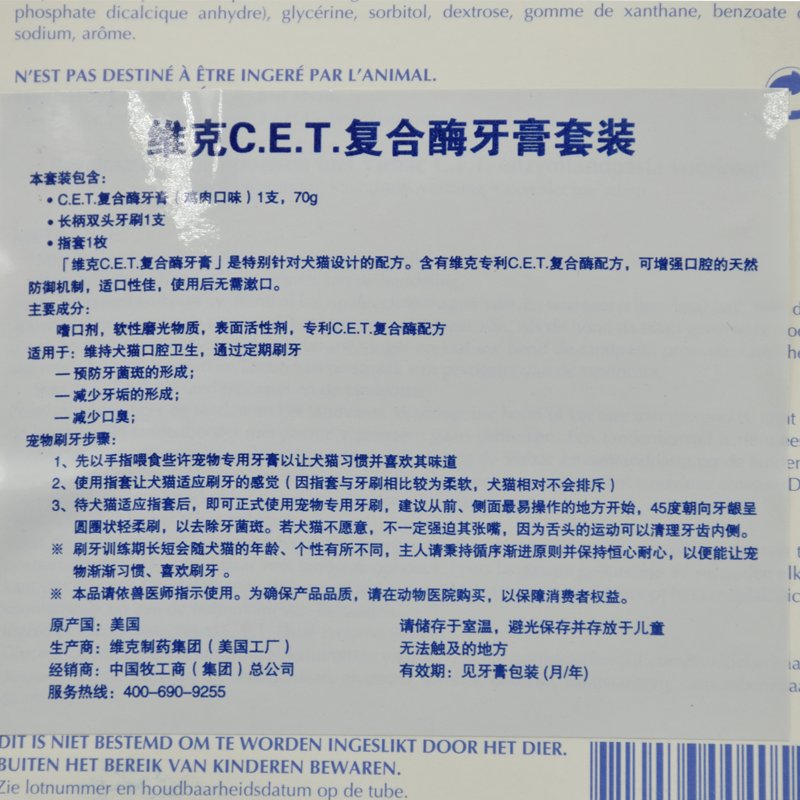 phosphate dicalcique anhydre), glycérine, sorbitol, dextrose, gomme de xanthane, benzoate
sodium, arôme.
N'EST PAS DESTINÉ À ÊTRE INGERÉ PAR L'ANIMAL.
维克C.E.T.复合酶牙膏套装
本套装包含：
• C.E.T.复合酶牙膏（鸡肉口味）1支，70g
• 长柄双头牙刷1支
• 指套1枚
「维克C.E.T.复合酶牙膏」是特别针对犬猫设计的配方。含有维克专利C.E.T.复合酶配方，可增强口腔的天然
防御机制，适口性佳，使用后无需漱口。
主要成分：
嗜口剂，软性磨光物质，表面活性剂，专利C.E.T.复合酶配方
适用于：维持犬猫口腔卫生，通过定期刷牙
— 预防牙菌斑的形成；
— 减少牙垢的形成；
— 减少口臭；
宠物刷牙步骤：
1、先以手指喂食些许宠物专用牙膏以让犬猫习惯并喜欢其味道
2、使用指套让犬猫适应刷牙的感觉（因指套与牙刷相比较为柔软，犬猫相对不会排斥）
3、待犬猫适应指套后，即可正式使用宠物专用牙刷，建议从前、侧面最易操作的地方开始，45度朝向牙龈呈
圆圈状轻柔刷，以去除牙菌斑。若犬猫不愿意，不一定强迫其张嘴，因为舌头的运动可以清理牙齿内侧。
※ 刷牙训练期长短会随犬猫的年龄、个性有所不同，主人请秉持循序渐进原则并保持恒心耐心，以便能让宠
物渐渐习惯、喜欢刷牙。
※ 本品请依兽医师指示使用。为确保产品品质，请在动物医院购买，以保障消费者权益。
原产国：美国
生产商：维克制药集团（美国工厂）
经销商：中国牧工商（集团）总公司
服务热线：400-690-9255
请储存于室温，避光保存并存放于儿童
无法触及的地方
有效期：见牙膏包装 (月/年)
DIT IS NIET BESTEMD OM TE WORDEN INGESLIKT DOOR HET DIER.
BUITEN HET BEREIK VAN KINDEREN BEWAREN.
Zie lotnummer en houdbaarheidsdatum op de tube.